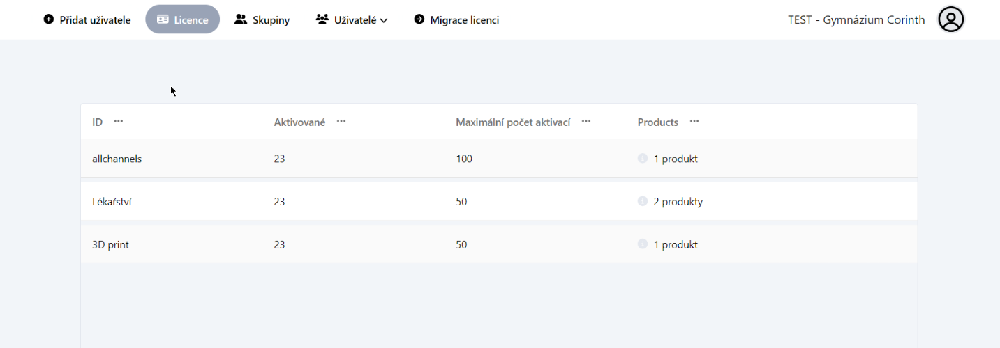 Přidat uživatele Licence Skupiny Uživatelé Migrace licenci TEST - Gymnázium Corinth
ID Aktivované Maximální počet aktivací Products
allchannels 23 100 1 produkt
Lékařství 23 50 2 produkty
3D print 23 50 1 produkt